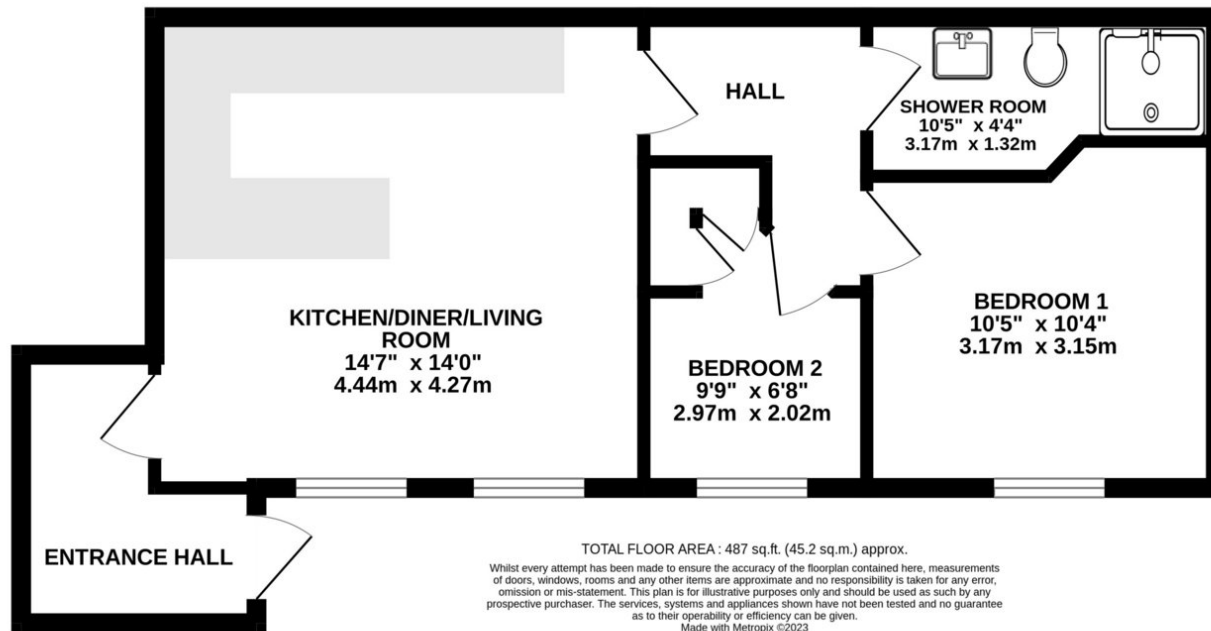 HALL
SHOWER ROOM
10'5" x 4'4"
3.17m x 1.32m
KITCHEN/DINER/LIVING
ROOM
14'7" x 14'0"
4.44m x 4.27m
BEDROOM 2
9'9" x 6'8"
2.97m x 2.02m
BEDROOM 1
10'5" x 10'4"
3.17m x 3.15m
ENTRANCE HALL
TOTAL FLOOR AREA : 487 sq.ft. (45.2 sq.m.) approx.
Whilst every attempt has been made to ensure the accuracy of the floorplan contained here, measurements
of doors, windows, rooms and any other items are approximate and no responsibility is taken for any error,
omission or mis-statement. This plan is for illustrative purposes only and should be used as such by any
prospective purchaser. The services, systems and appliances shown have not been tested and no guarantee
as to their operability or efficiency can be given.
Made with Metropix ©2023